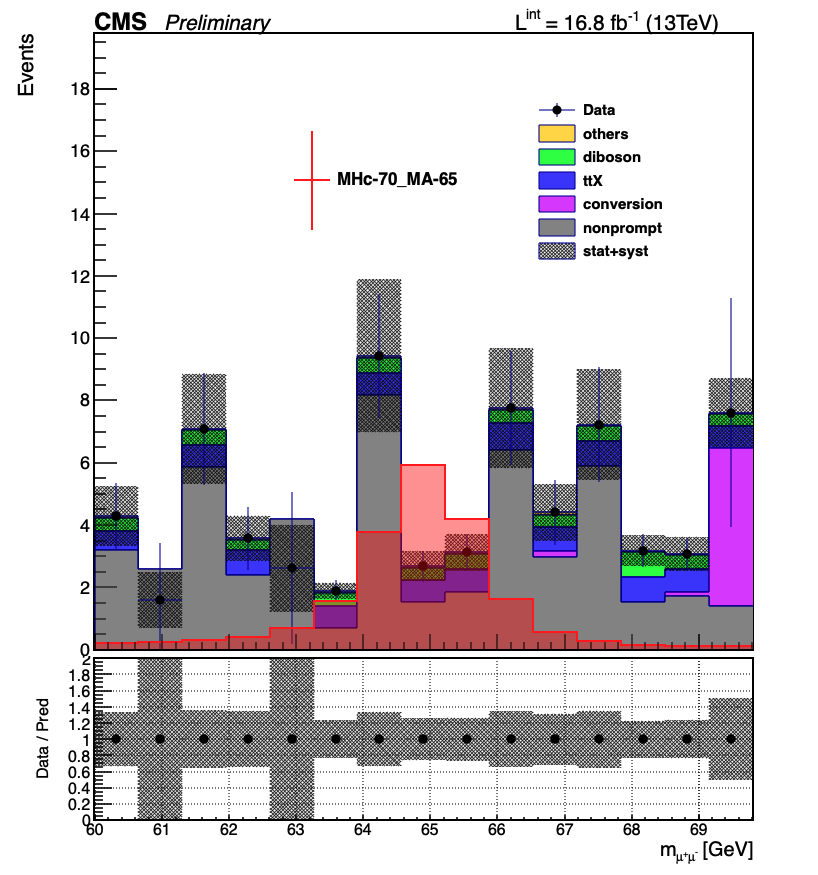 CMS Preliminary L^int = 16.8 fb^-1 (13TeV)
Events
18
16
14
12
10
8
6
4
2
0
Data
others
diboson
ttX
conversion
nonprompt
stat+syst
MHc-70_MA-65
Data / Pred
2
1.8
1.6
1.4
1.2
1
0.8
0.6
0.4
0.2
0
60 61 62 63 64 65 66 67 68 69
m_μ⁺μ⁻ [GeV]